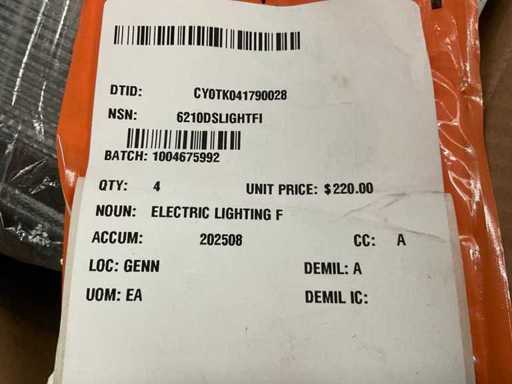 DTID: CY0TK041790028
NSN: 6210DSLIGHTFI
BATCH: 1004675992
QTY: 4 UNIT PRICE: $220.00
NOUN: ELECTRIC LIGHTING F
ACCUM: 202508 CC: A
LOC: GENN DEMIL: A
UOM: EA DEMIL IC: